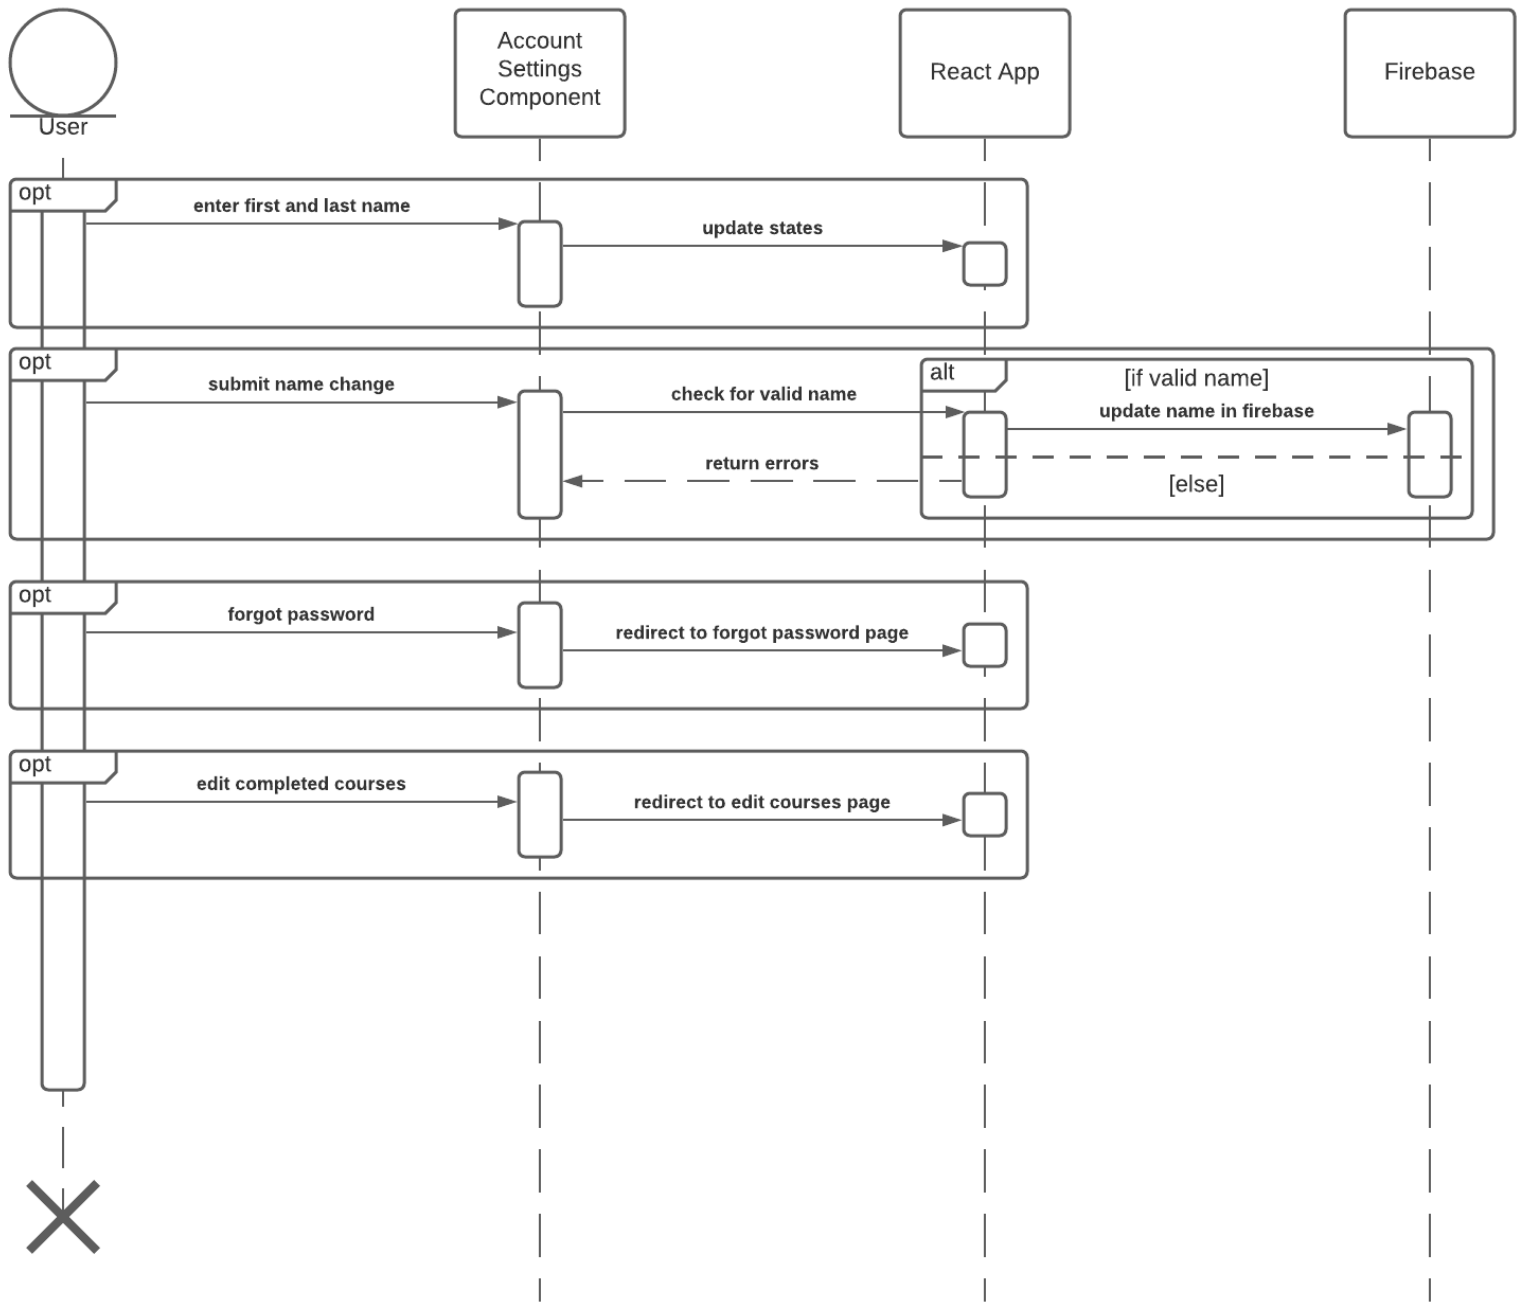 User
Account
Settings
Component
React App
Firebase
opt
enter first and last name
update states
opt
submit name change
check for valid name
alt
[if valid name]
update name in firebase
return errors
[else]
opt
forgot password
redirect to forgot password page
opt
edit completed courses
redirect to edit courses page